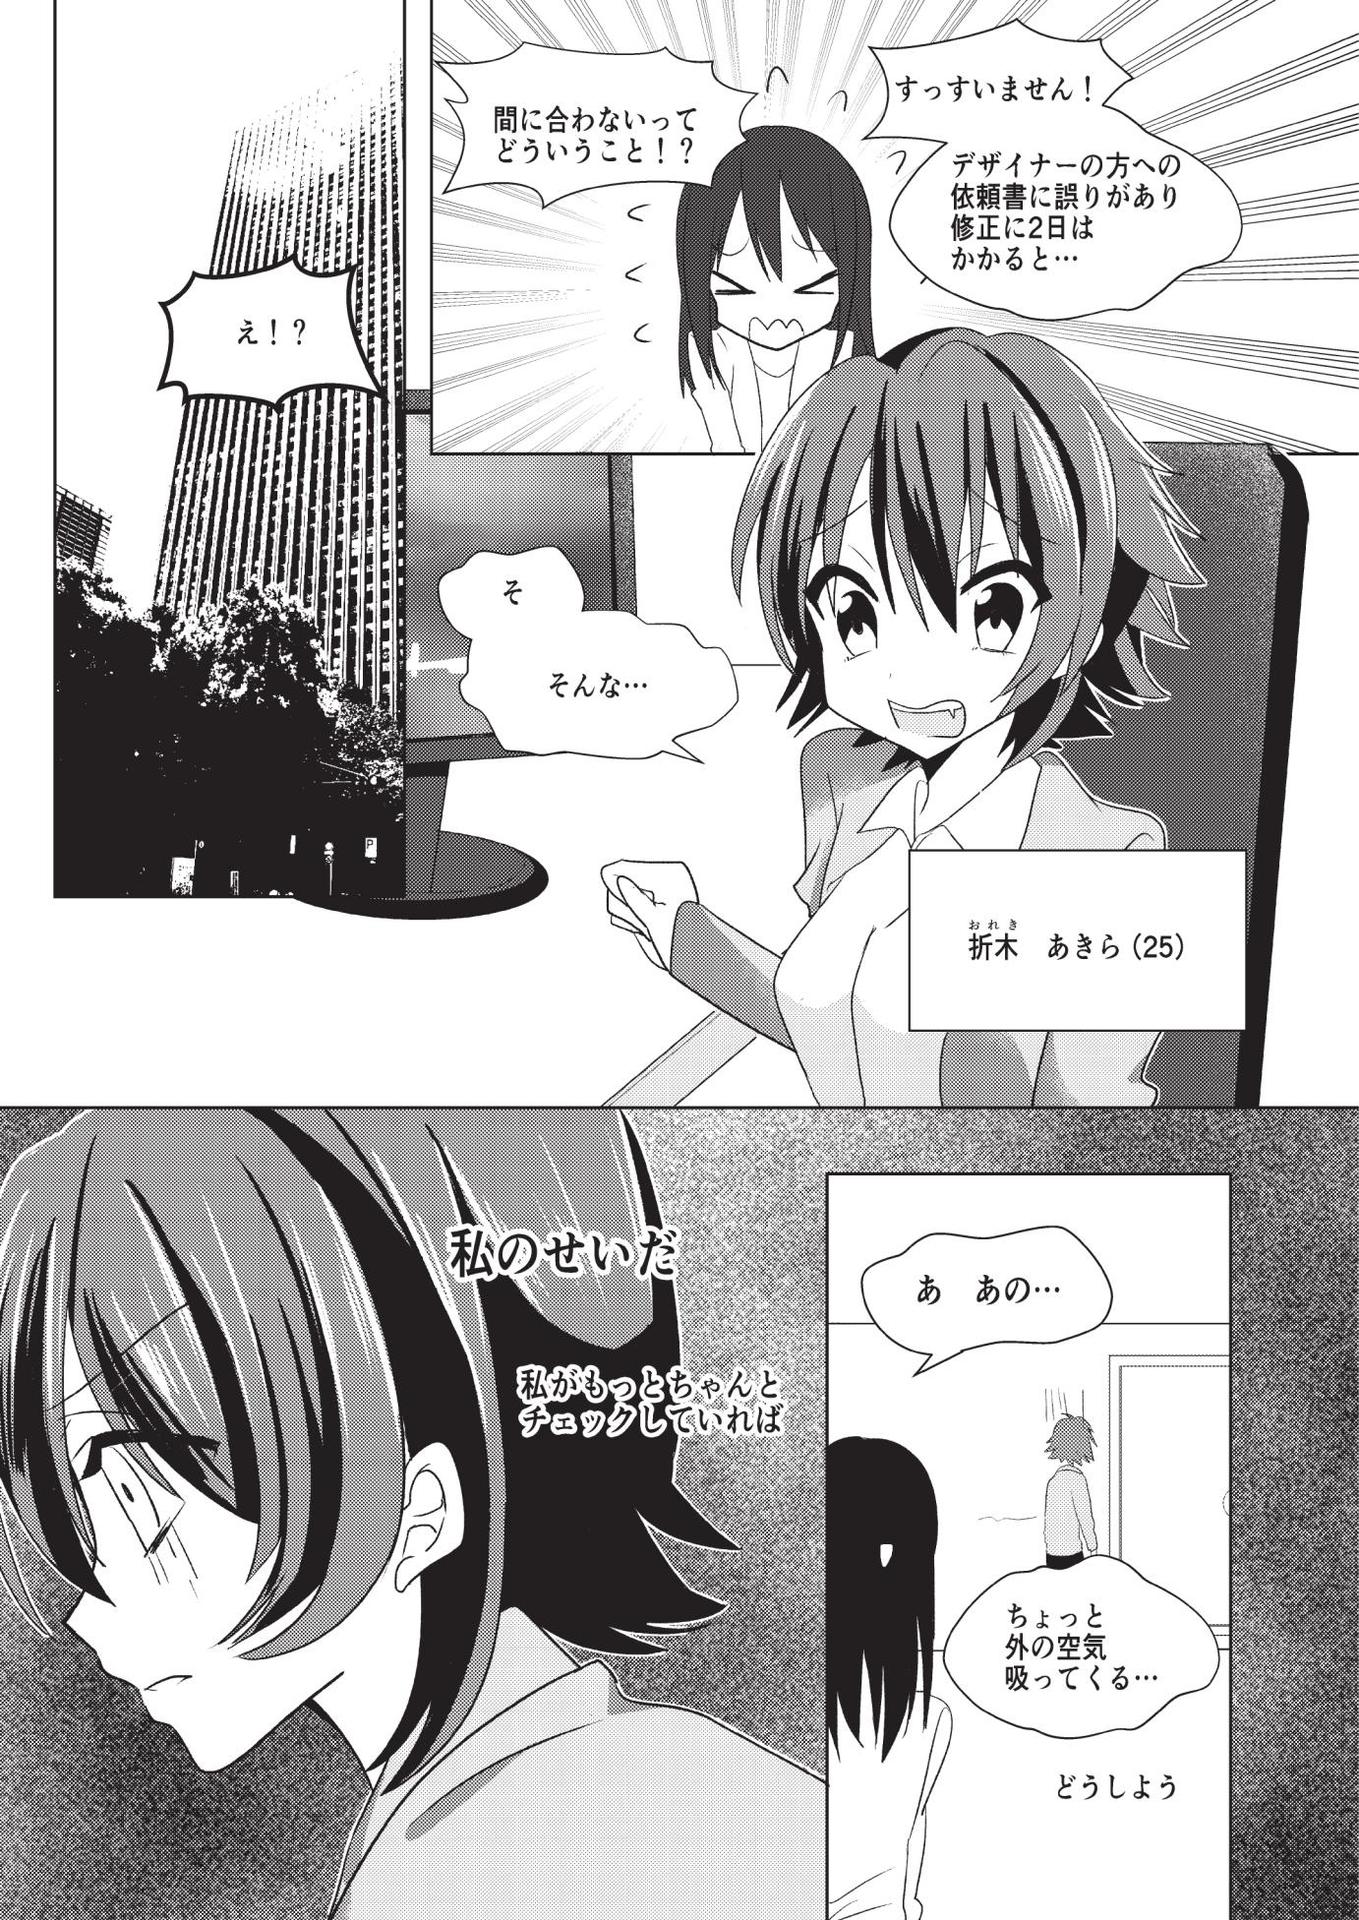 え！？
間に合わないって
どういうこと！？
すっすいません！
デザイナーの方への
依頼書に誤りがあり
修正に2日は
かかると…
そ
そんな…
P
おれき
折木　あきら（25）
私のせいだ
私がもっとちゃんと
チェックしていれば
あ　あの…
ちょっと
外の空気
吸ってくる…
どうしよう